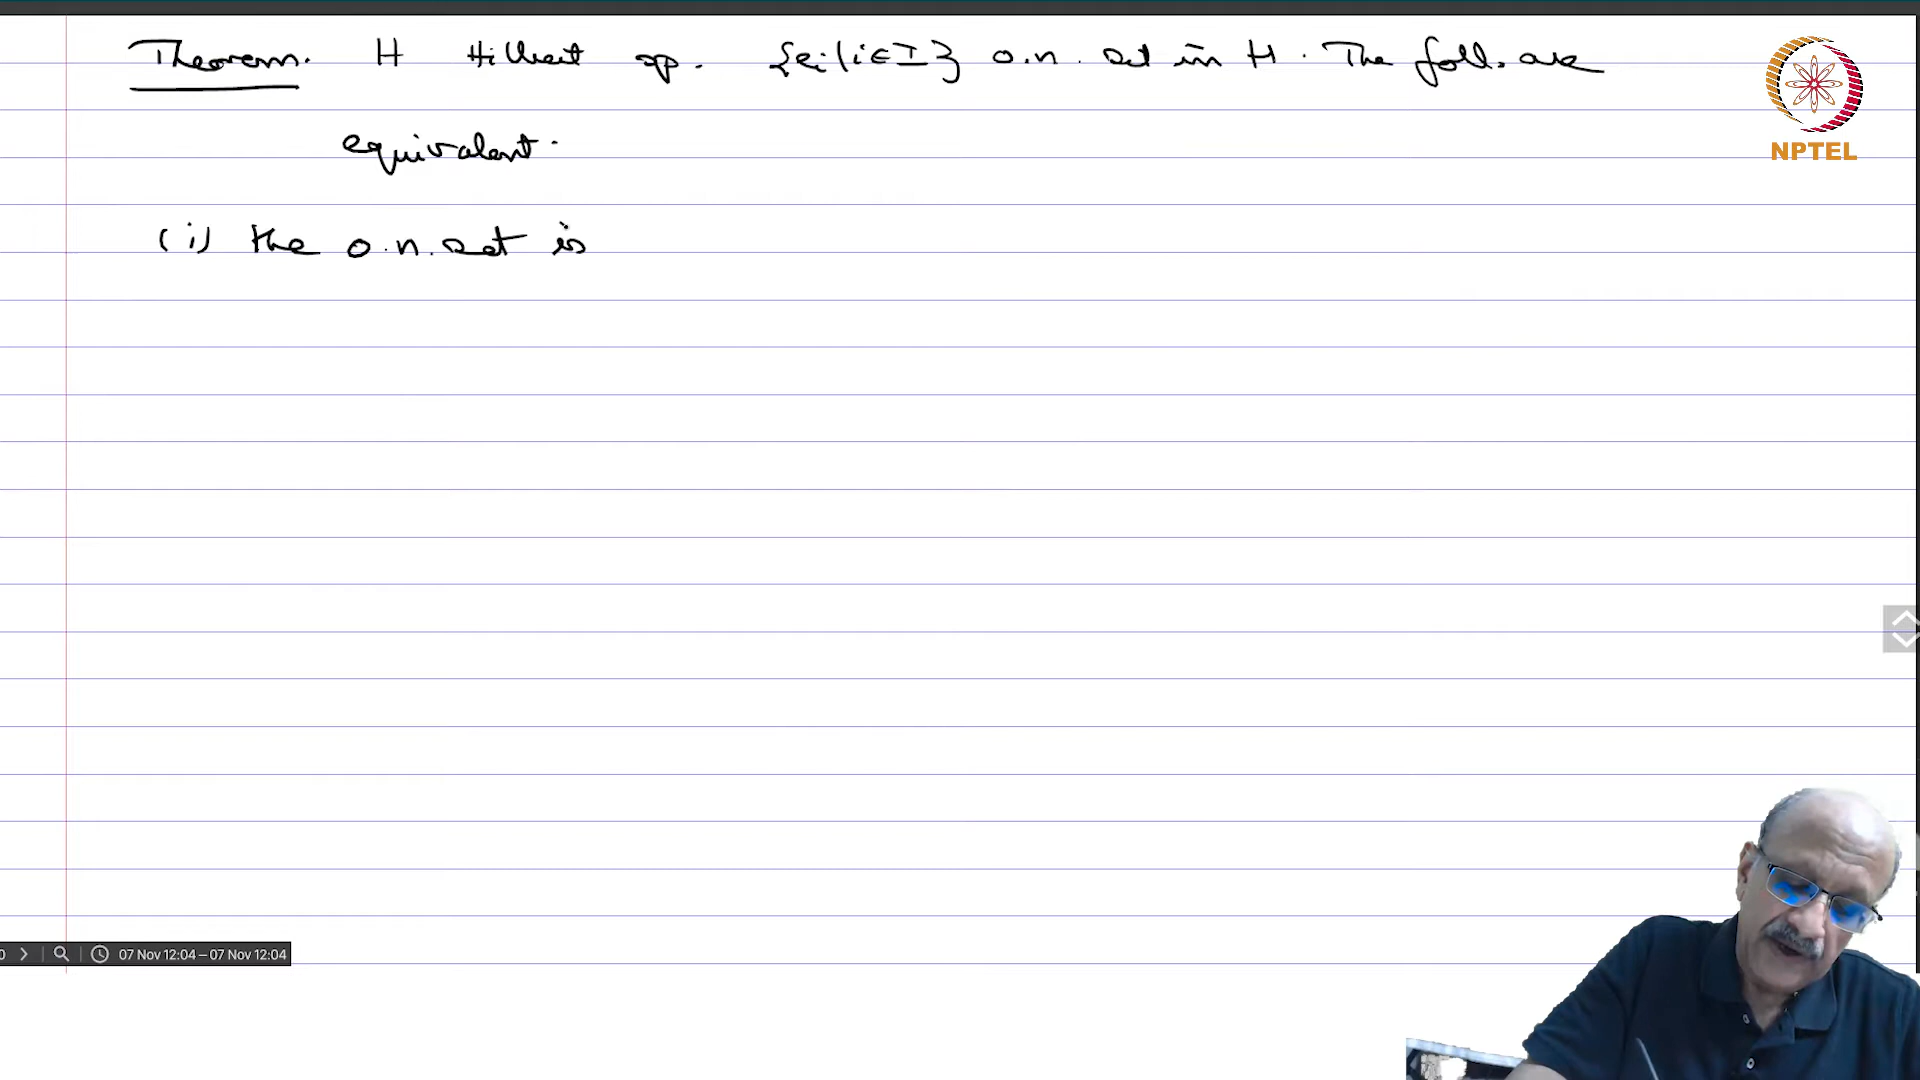 Theorem. H Hilbert sp. {ei | i ∈ I} o.n. set in H. The foll. are
equivalent.
(i) the o.n. set is
NPTEL
07 Nov 12:04 – 07 Nov 12:04